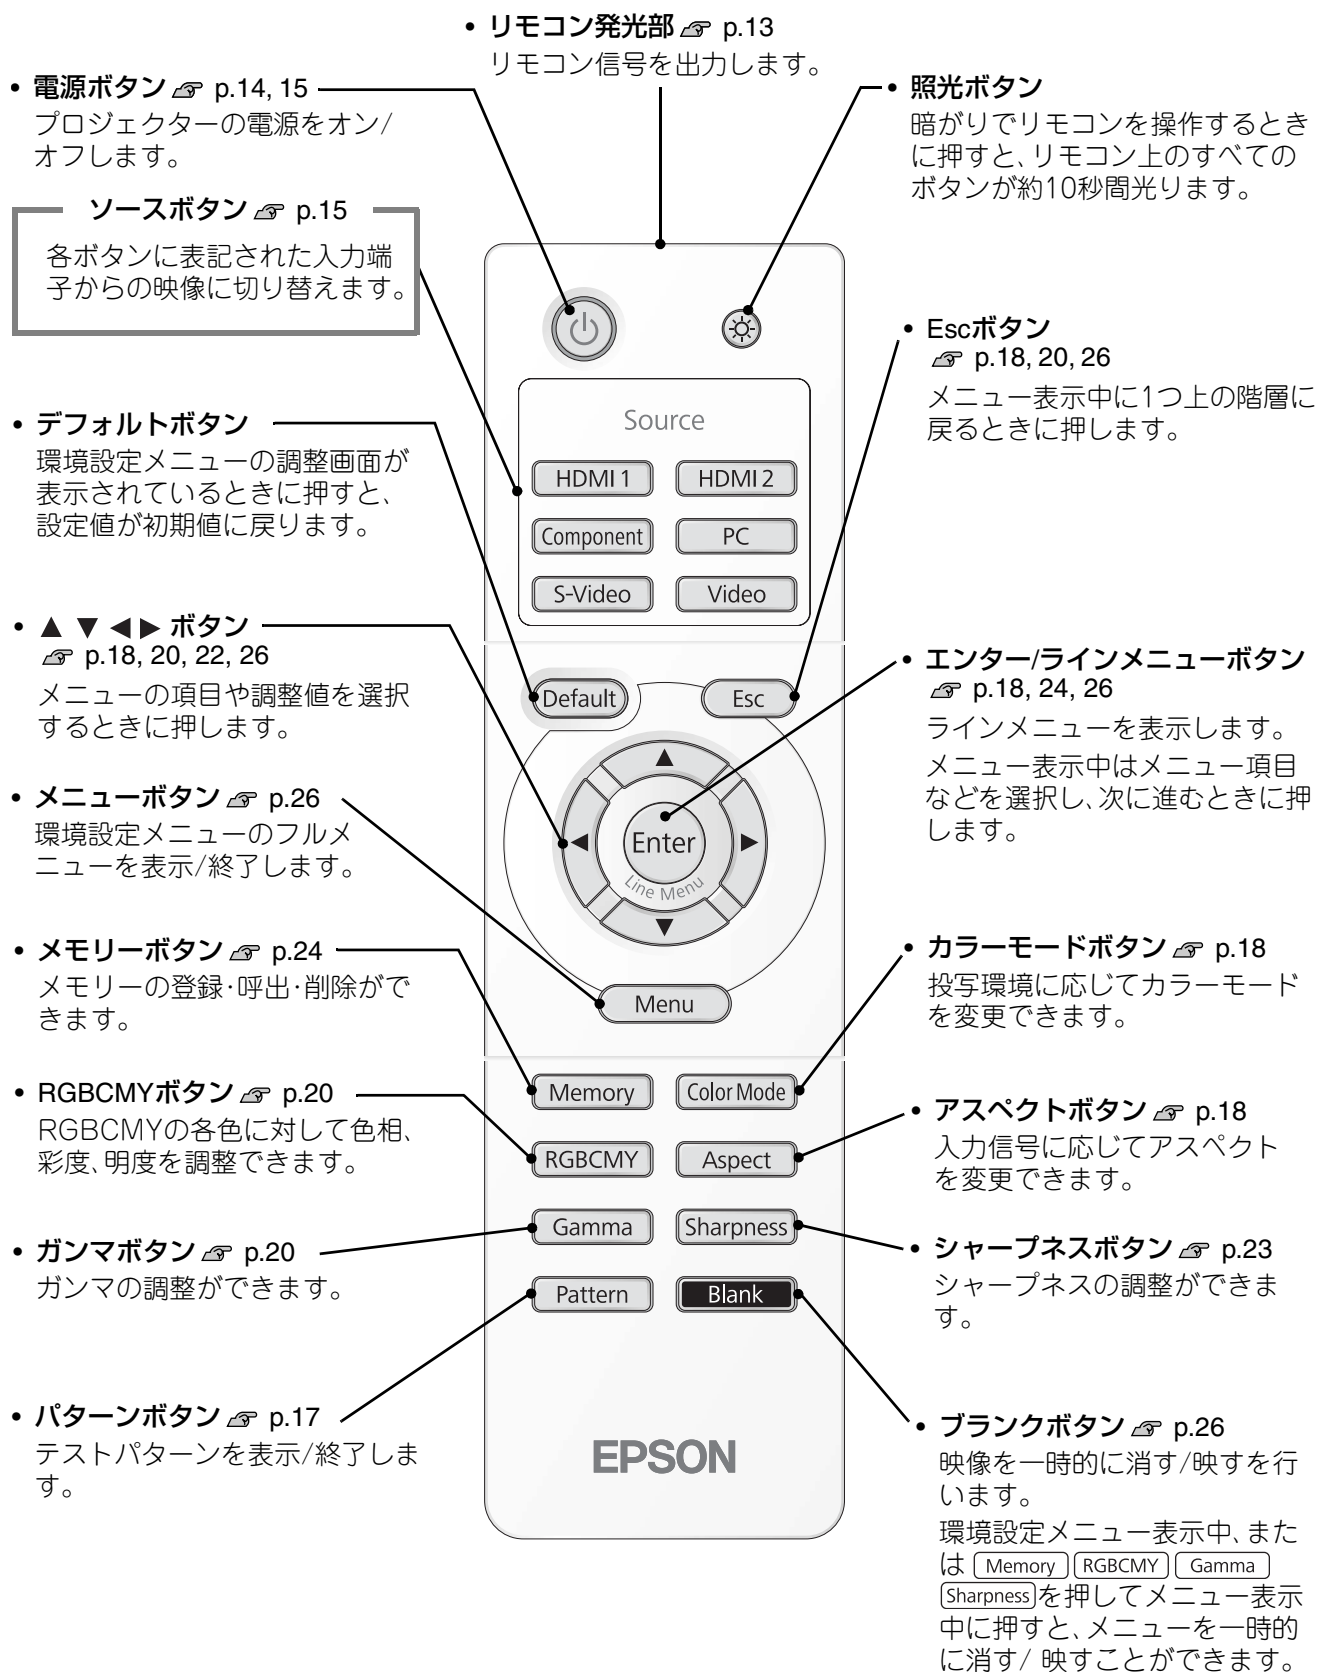 • リモコン発光部 ☞ p.13
リモコン信号を出力します。
• 電源ボタン ☞ p.14, 15
プロジェクターの電源をオン/
オフします。
ソースボタン ☞ p.15
各ボタンに表記された入力端
子からの映像に切り替えます。
• デフォルトボタン
環境設定メニューの調整画面が
表示されているときに押すと、
設定値が初期値に戻ります。
• ▲ ▼ ◀ ▶ ボタン
☞ p.18, 20, 22, 26
メニューの項目や調整値を選択
するときに押します。
• メニューボタン ☞ p.26
環境設定メニューのフルメ
ニューを表示/終了します。
• メモリーボタン ☞ p.24
メモリーの登録・呼出・削除がで
きます。
• RGBCMYボタン ☞ p.20
RGBCMYの各色に対して色相、
彩度、明度を調整できます。
• ガンマボタン ☞ p.20
ガンマの調整ができます。
• パターンボタン ☞ p.17
テストパターンを表示/終了しま
す。
Source
HDMI 1 HDMI 2
Component PC
S-Video Video
Default Esc
▲
◀ Enter ▶
Line Menu
▼
Menu
Memory Color Mode
RGBCMY Aspect
Gamma Sharpness
Pattern Blank
EPSON
• 照光ボタン
暗がりでリモコンを操作するとき
に押すと、リモコン上のすべての
ボタンが約10秒間光ります。
• Escボタン
☞ p.18, 20, 26
メニュー表示中に1つ上の階層に
戻るときに押します。
• エンター/ラインメニューボタン
☞ p.18, 24, 26
ラインメニューを表示します。
メニュー表示中はメニュー項目
などを選択し、次に進むときに押
します。
• カラーモードボタン ☞ p.18
投写環境に応じてカラーモード
を変更できます。
• アスペクトボタン ☞ p.18
入力信号に応じてアスペクト
を変更できます。
• シャープネスボタン ☞ p.23
シャープネスの調整ができま
す。
• ブランクボタン ☞ p.26
映像を一時的に消す/映すを行
います。
環境設定メニュー表示中、また
は Memory RGBCMY Gamma
Sharpness を押してメニュー表示
中に押すと、メニューを一時的
に消す/ 映すことができます。